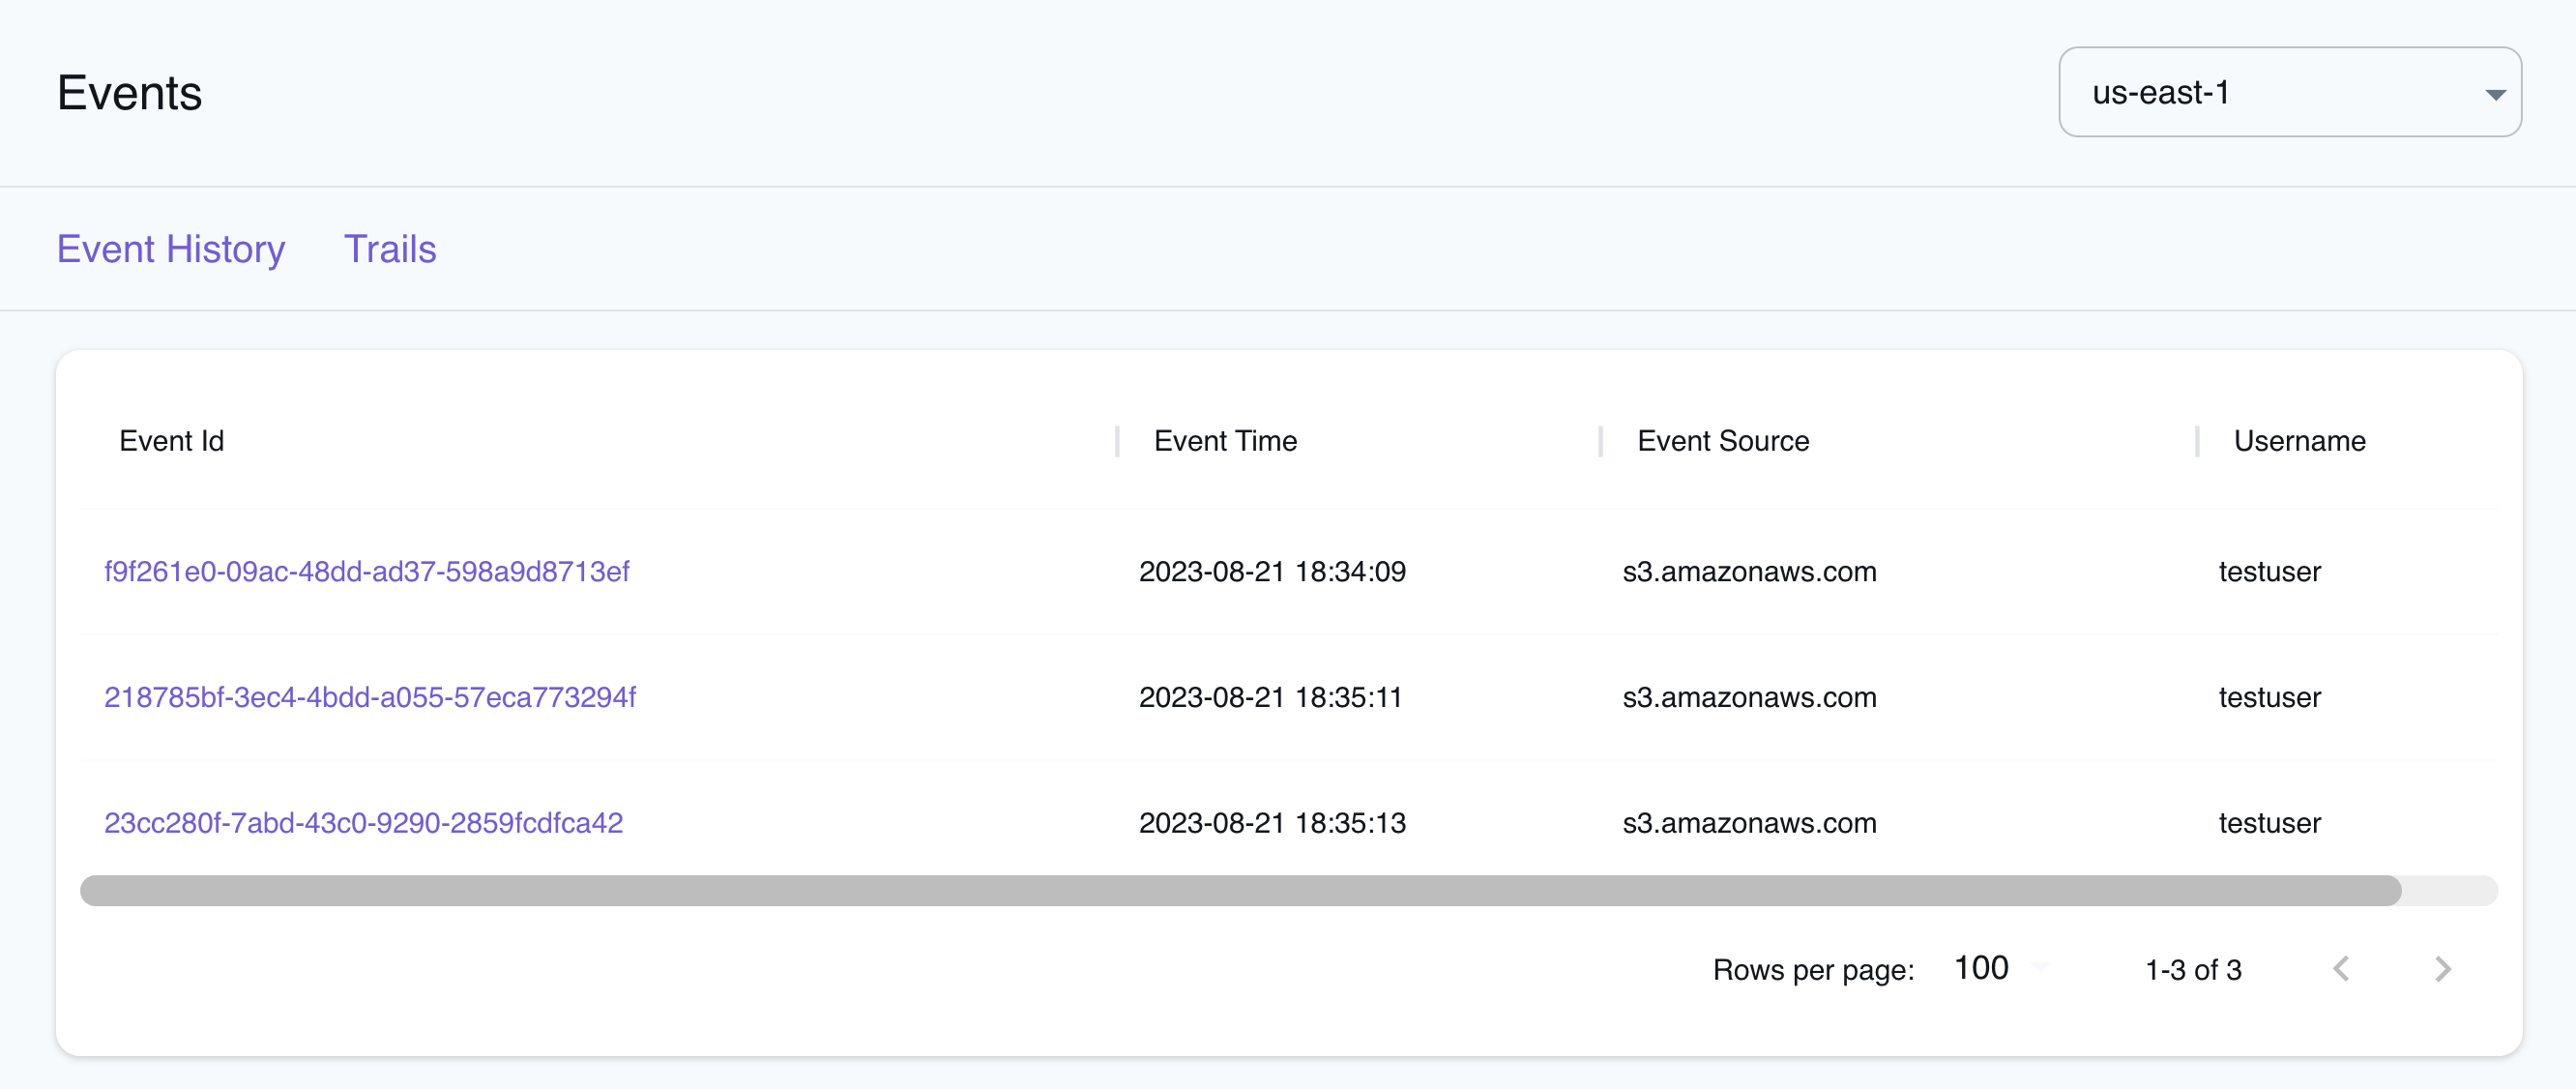 Events
us-east-1
Event History Trails
Event Id Event Time Event Source Username
f9f261e0-09ac-48dd-ad37-598a9d8713ef 2023-08-21 18:34:09 s3.amazonaws.com testuser
218785bf-3ec4-4bdd-a055-57eca773294f 2023-08-21 18:35:11 s3.amazonaws.com testuser
23cc280f-7abd-43c0-9290-2859fcdfca42 2023-08-21 18:35:13 s3.amazonaws.com testuser
Rows per page: 100 1-3 of 3